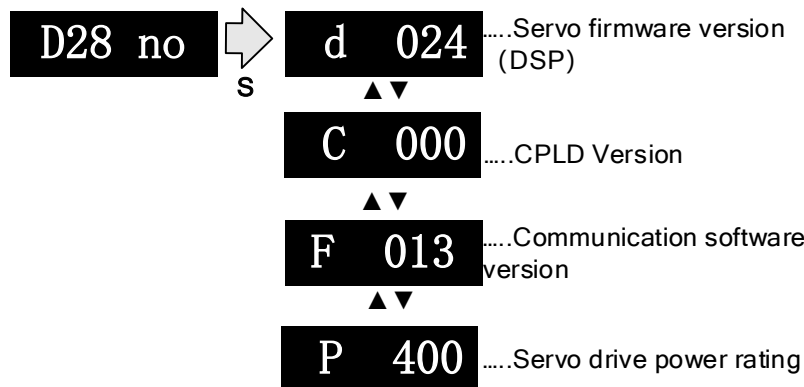 D28 no
S
d 024 .....Servo firmware version
(DSP)
▲▼
C 000 .....CPLD Version
▲▼
F 013 .....Communication software
version
▲▼
P 400 .....Servo drive power rating